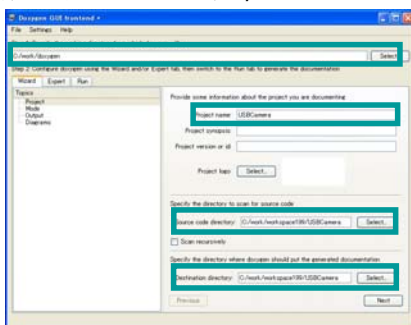 Doxygen GUI frontend +
File Settings Help
C:/work/doxygen
Select...
Step 2: Configure doxygen using the Wizard and/or Expert tab, then switch to the Run tab to generate the documentation
Wizard Expert Run
Topics
Project
Mode
Output
Diagrams
Provide some information about the project you are documenting
Project name: USBCamera
Project synopsis:
Project version or id:
Project logo: Select...
Specify the directory to scan for source code
Source code directory: C:/work/workspace199/USBCamera Select...
Scan recursively
Specify the directory where doxygen should put the generated documentation
Destination directory: C:/work/workspace199/USBCamera Select...
Previous
Next